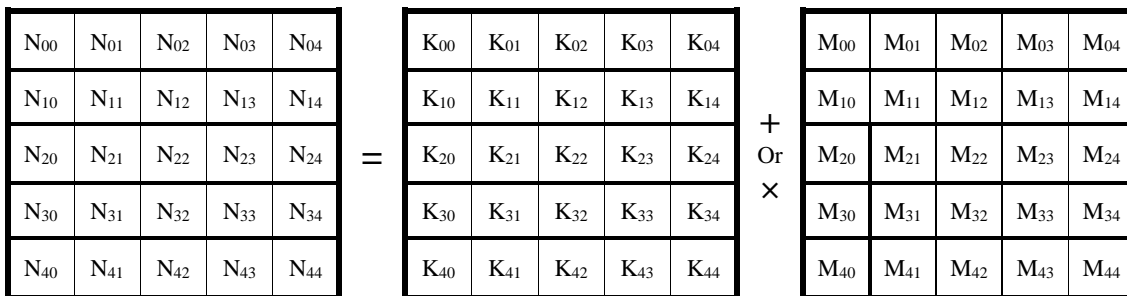 N00 N01 N02 N03 N04 K00 K01 K02 K03 K04 M00 M01 M02 M03 M04
N10 N11 N12 N13 N14 K10 K11 K12 K13 K14 M10 M11 M12 M13 M14
+
N20 N21 N22 N23 N24 = K20 K21 K22 K23 K24 Or M20 M21 M22 M23 M24
×
N30 N31 N32 N33 N34 K30 K31 K32 K33 K34 M30 M31 M32 M33 M34
N40 N41 N42 N43 N44 K40 K41 K42 K43 K44 M40 M41 M42 M43 M44